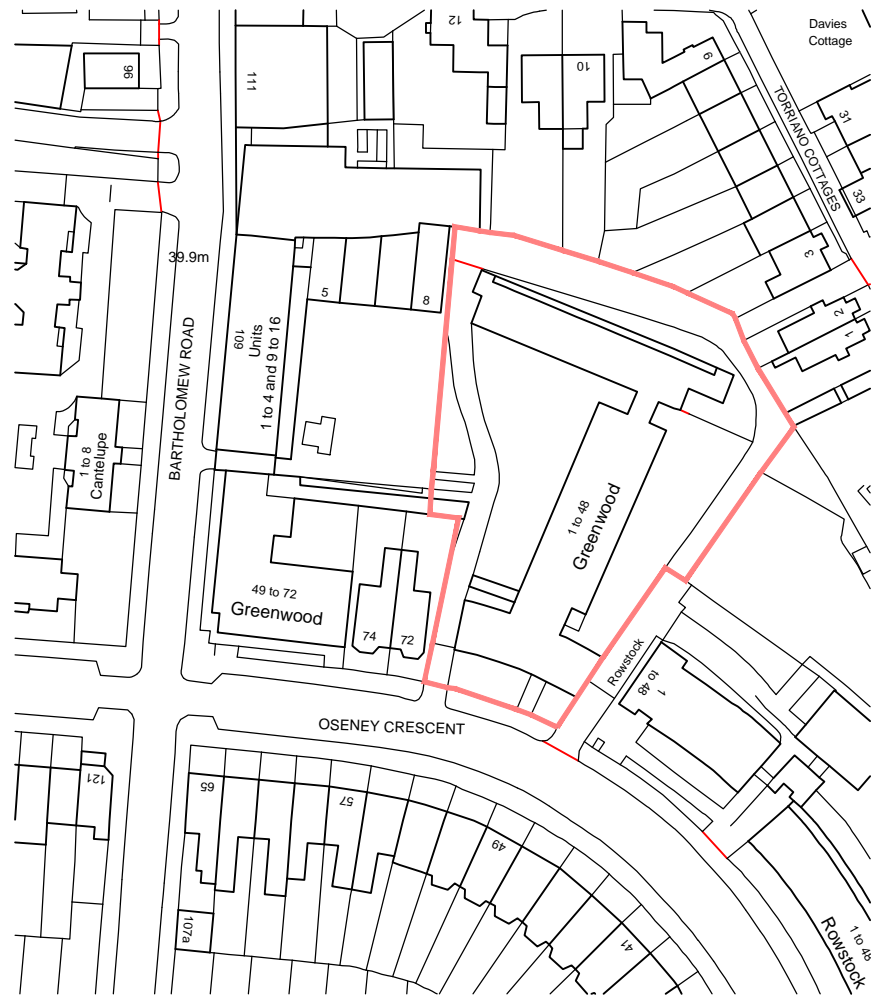 Davies
Cottage
12
96
111
10
9
31
TORRIANO COTTAGES
33
39.9m
3
5
8
2
1
109
Units
1 to 4 and 9 to 16
BARTHOLOMEW ROAD
1 to 8
Cantelupe
1 to 48
Greenwood
49 to 72
Greenwood
74
72
Rowstock
1
to 48
OSENEY CRESCENT
121
65
57
49
41
107a
1 to 48
Rowstock